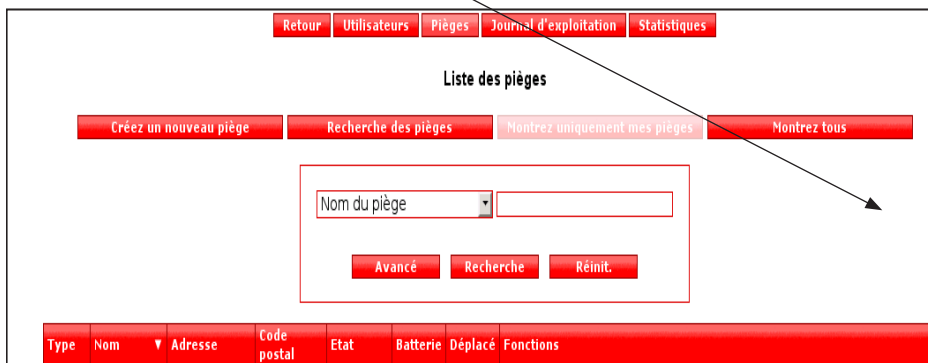 Retour Utilisateurs Pièges Journal d'exploitation Statistiques
Liste des pièges
Créez un nouveau piège Recherche des pièges Montrez uniquement mes pièges Montrez tous
Nom du piège
Avancé Recherche Réinit.
Type Nom ▼ Adresse Code postal Etat Batterie Déplacé Fonctions